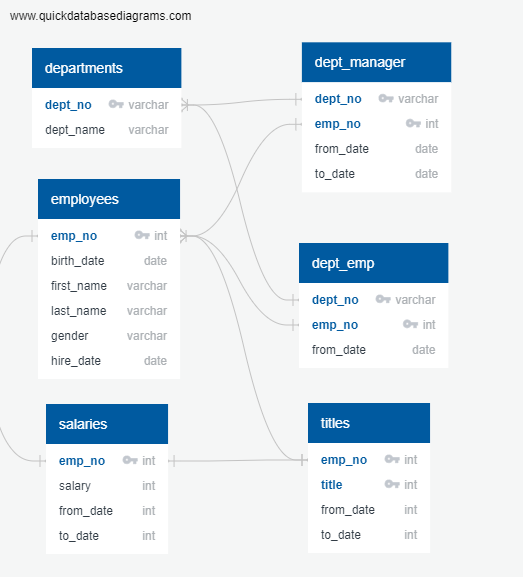 www.quickdatabasediagrams.com
departments
dept_no varchar
dept_name varchar
dept_manager
dept_no varchar
emp_no int
from_date date
to_date date
employees
emp_no int
birth_date date
first_name varchar
last_name varchar
gender varchar
hire_date date
dept_emp
dept_no varchar
emp_no int
from_date date
salaries
emp_no int
salary int
from_date int
to_date int
titles
emp_no int
title int
from_date int
to_date int